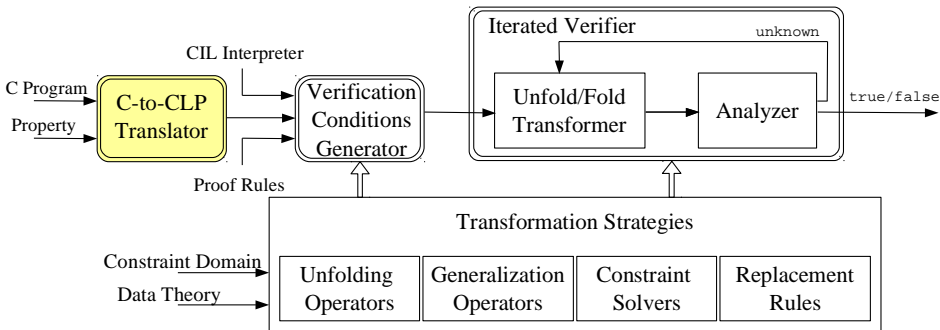 Iterated Verifier
unknown
CIL Interpreter
C Program
Property
C-to-CLP
Translator
Verification
Conditions
Generator
Unfold/Fold
Transformer
Analyzer
true/false
Proof Rules
Transformation Strategies
Constraint Domain
Data Theory
Unfolding
Operators
Generalization
Operators
Constraint
Solvers
Replacement
Rules